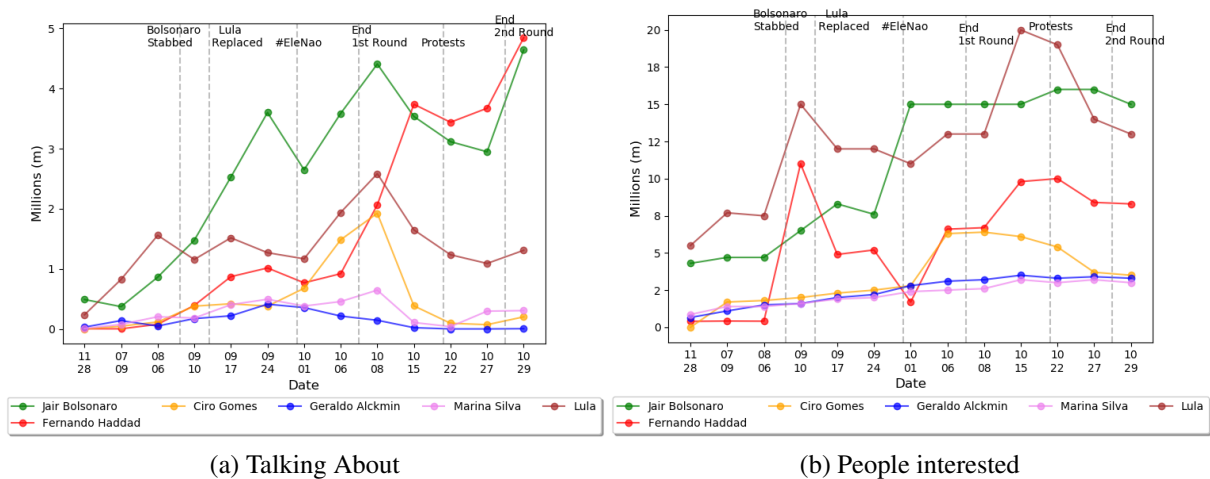 Bolsonaro
Stabbed
Lula
Replaced
#EleNao
End
1st Round
Protests
End
2nd Round
5
4
3
2
1
0
Millions (m)
11 07 08 09 09 09 10 10 10 10 10 10 10
28 09 06 10 17 24 01 06 08 15 22 27 29
Date
Jair Bolsonaro Ciro Gomes Geraldo Alckmin Marina Silva Lula
Fernando Haddad
(a) Talking About
Bolsonaro
Stabbed
Lula
Replaced
#EleNao
End
1st Round
Protests
End
2nd Round
20
18
15
12
10
8
5
2
0
Millions (m)
11 07 08 09 09 09 10 10 10 10 10 10 10
28 09 06 10 17 24 01 06 08 15 22 27 29
Date
Jair Bolsonaro Ciro Gomes Geraldo Alckmin Marina Silva Lula
Fernando Haddad
(b) People interested